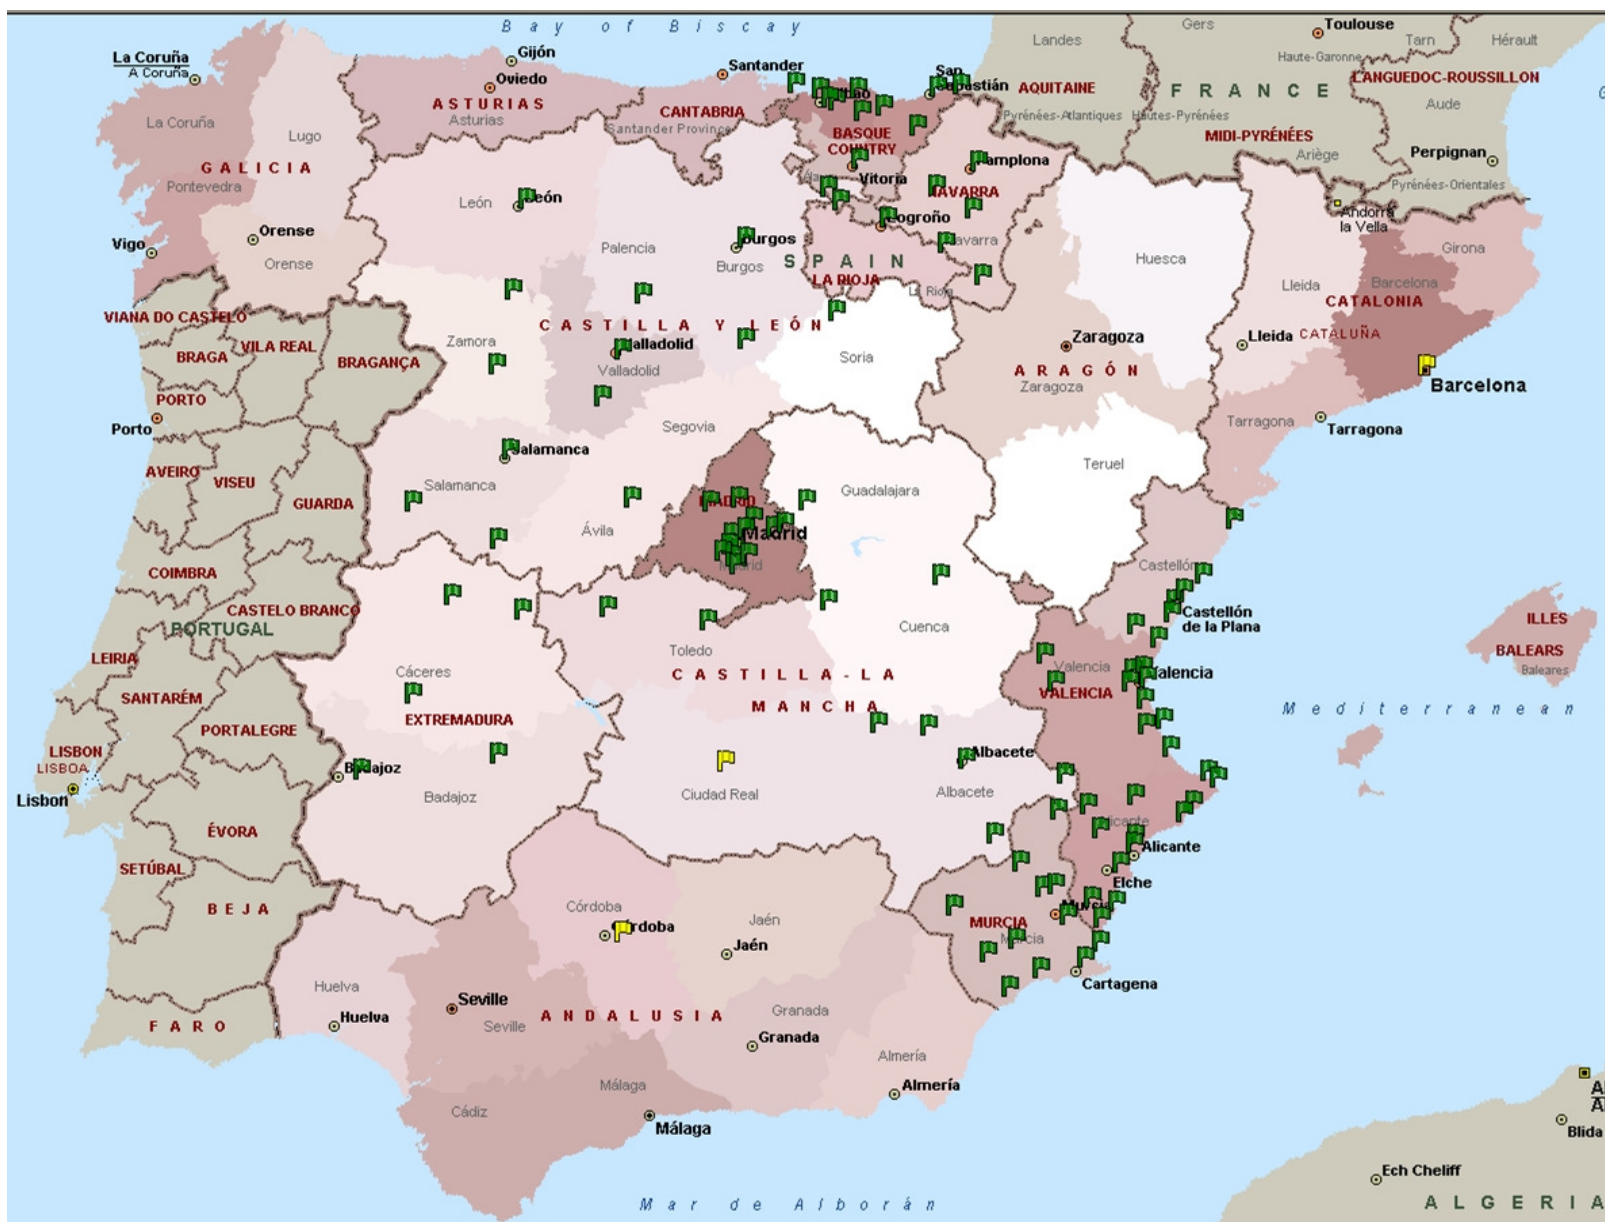 Bay of Biscay
Gers
Toulouse
Landes
Tarn
Hérault
La Coruña
A Coruña
Gijón
Santander
Haute-Garonne
San
Sebastián
Oviedo
AQUITAINE
FRANCE
LANGUEDOC-ROUSSILLON
ASTURIAS
Asturias
CANTABRIA
Santander Province
Aude
La Coruña
Lugo
BASQUE
COUNTRY
Pyrénées-Atlantiques
Hautes-Pyrénées
MIDI-PYRÉNÉES
Ariège
Perpignan
GALICIA
Pamplona
Pontevedra
Vitoria
NAVARRA
Pyrénées-Orientales
León
León
Logroño
Andorra
la Vella
Vigo
Orense
Orense
Palencia
Burgos
Burgos
Navarra
Girona
SPAIN
Huesca
LA RIOJA
La Rioja
Lleida
Barcelona
CATALONIA
CATALUÑA
VIANA DO CASTELO
CASTILLA Y LEÓN
BRAGA
VILA REAL
BRAGANÇA
Zamora
Valladolid
Valladolid
Soria
Zaragoza
ARAGÓN
Zaragoza
Lleida
Barcelona
PORTO
Porto
Segovia
Tarragona
Tarragona
AVEIRO
VISEU
GUARDA
Salamanca
Salamanca
Teruel
MADRID
Guadalajara
Ávila
Madrid
Madrid
COIMBRA
Castellón
CASTELO BRANCO
PORTUGAL
Castellón
de la Plana
ILLES
BALEARS
Baleares
LEIRIA
Cuenca
Toledo
Cáceres
CASTILLA-LA
MANCHA
Valencia
Valencia
VALENCIA
SANTARÉM
EXTREMADURA
Mediterranean
PORTALEGRE
LISBON
LISBOA
Lisbon
Badajoz
Badajoz
Albacete
Albacete
Ciudad Real
ÉVORA
Alicante
Alicante
SETÚBAL
Elche
BEJA
Córdoba
Córdoba
Jaén
Jaén
Murcia
MURCIA
Murcia
Cartagena
Huelva
Huelva
Seville
Seville
ANDALUSIA
Granada
Granada
FARO
Almería
Almería
Málaga
Málaga
Cádiz
Blida
Ech Cheliff
ALGERIA
Mar de Alborán